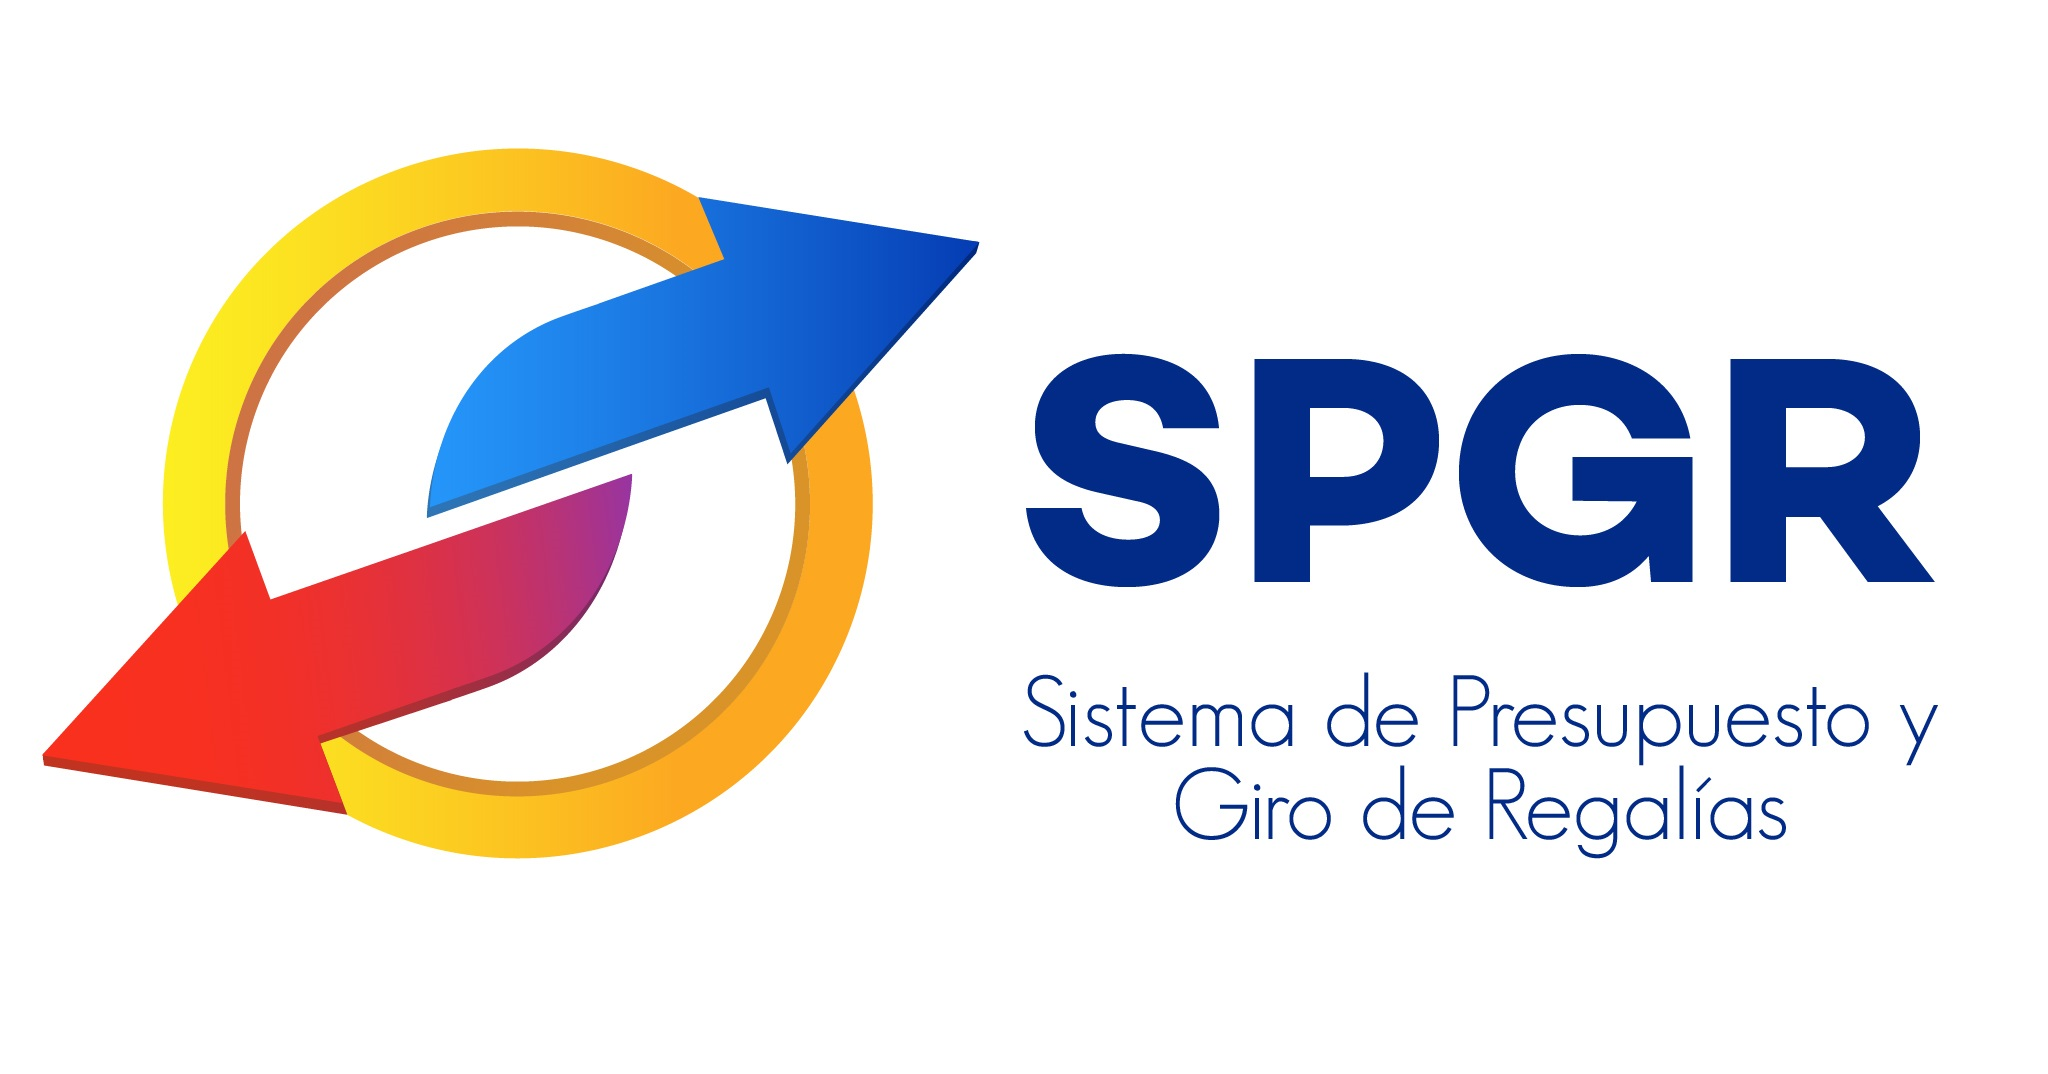 SPGR
Sistema de Presupuesto y
Giro de Regalías